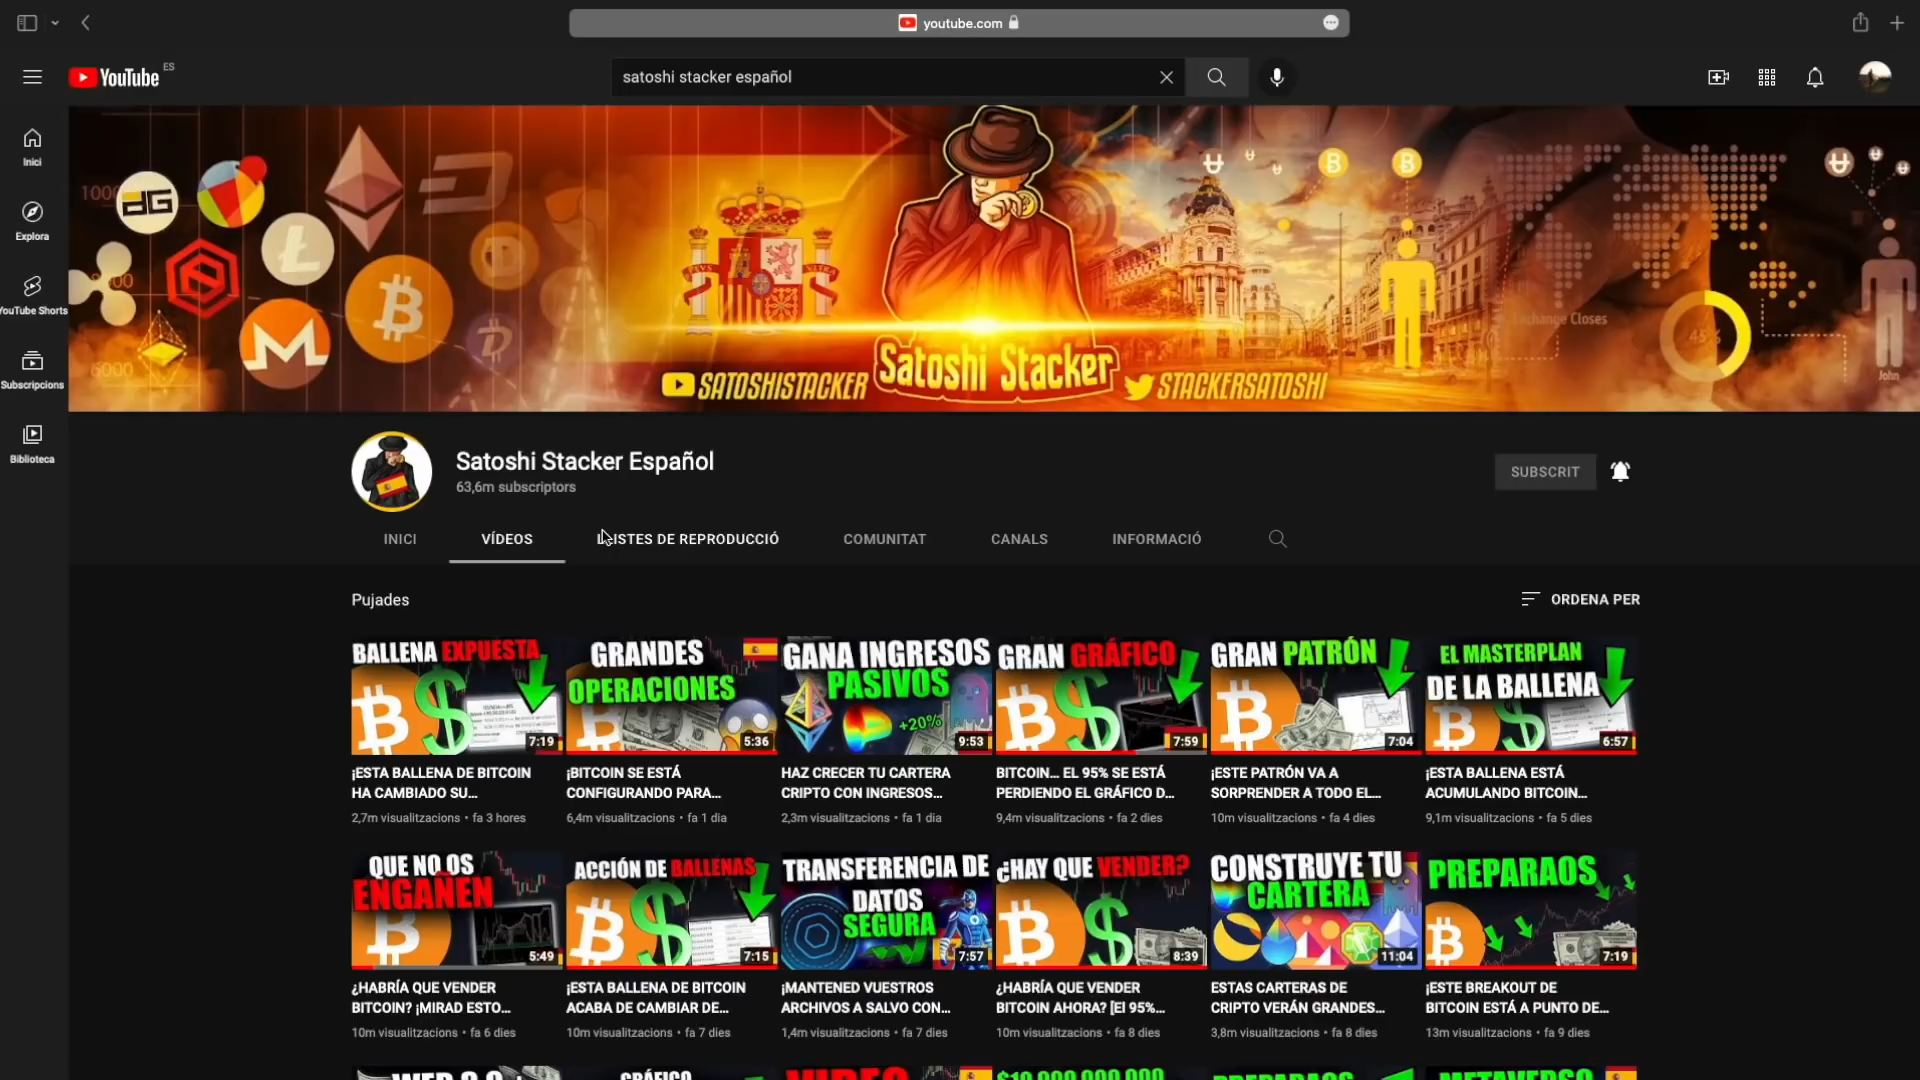 youtube.com
YouTube ES
satoshi stacker español
Inici
Explora
YouTube Shorts
Subscripcions
Biblioteca
PLVS VLTRA
Satoshi Stacker
SATOSHISTACKER
STACKERSATOSHI
Exchange Closes
45%
John
Satoshi Stacker Español
63,6m subscriptors
SUBSCRIT
INICI
VÍDEOS
LLISTES DE REPRODUCCIÓ
COMUNITAT
CANALS
INFORMACIÓ
Pujades
ORDENA PER
BALLENA EXPUESTA
7:19
¡ESTA BALLENA DE BITCOIN
HA CAMBIADO SU...
2,7m visualitzacions • fa 3 hores
GRANDES
OPERACIONES
5:36
¡BITCOIN SE ESTÁ
CONFIGURANDO PARA...
6,4m visualitzacions • fa 1 dia
GANA INGRESOS
PASIVOS
+20%
9:53
HAZ CRECER TU CARTERA
CRIPTO CON INGRESOS...
2,3m visualitzacions • fa 1 dia
GRAN GRÁFICO
7:59
BITCOIN... EL 95% SE ESTÁ
PERDIENDO EL GRÁFICO D...
9,4m visualitzacions • fa 2 dies
GRAN PATRÓN
7:04
¡ESTE PATRÓN VA A
SORPRENDER A TODO EL...
10m visualitzacions • fa 4 dies
EL MASTERPLAN
DE LA BALLENA
6:57
¡ESTA BALLENA ESTÁ
ACUMULANDO BITCOIN...
9,1m visualitzacions • fa 5 dies
QUE NO OS
ENGAÑEN
5:49
¿HABRÍA QUE VENDER
BITCOIN? ¡MIRAD ESTO...
10m visualitzacions • fa 6 dies
ACCIÓN DE BALLENAS
7:15
¡ESTA BALLENA DE BITCOIN
ACABA DE CAMBIAR DE...
10m visualitzacions • fa 7 dies
TRANSFERENCIA DE
DATOS
SEGURA
7:57
¡MANTENED VUESTROS
ARCHIVOS A SALVO CON...
1,4m visualitzacions • fa 7 dies
¿HAY QUE VENDER?
8:39
¿HABRÍA QUE VENDER
BITCOIN AHORA? [El 95%...
10m visualitzacions • fa 8 dies
CONSTRUYE TU
CARTERA
11:04
ESTAS CARTERAS DE
CRIPTO VERÁN GRANDES...
3,8m visualitzacions • fa 8 dies
PREPARAOS
7:19
¡ESTE BREAKOUT DE
BITCOIN ESTÁ A PUNTO DE...
13m visualitzacions • fa 9 dies
GRÁFICO
PREPARAOS
METAVERSO